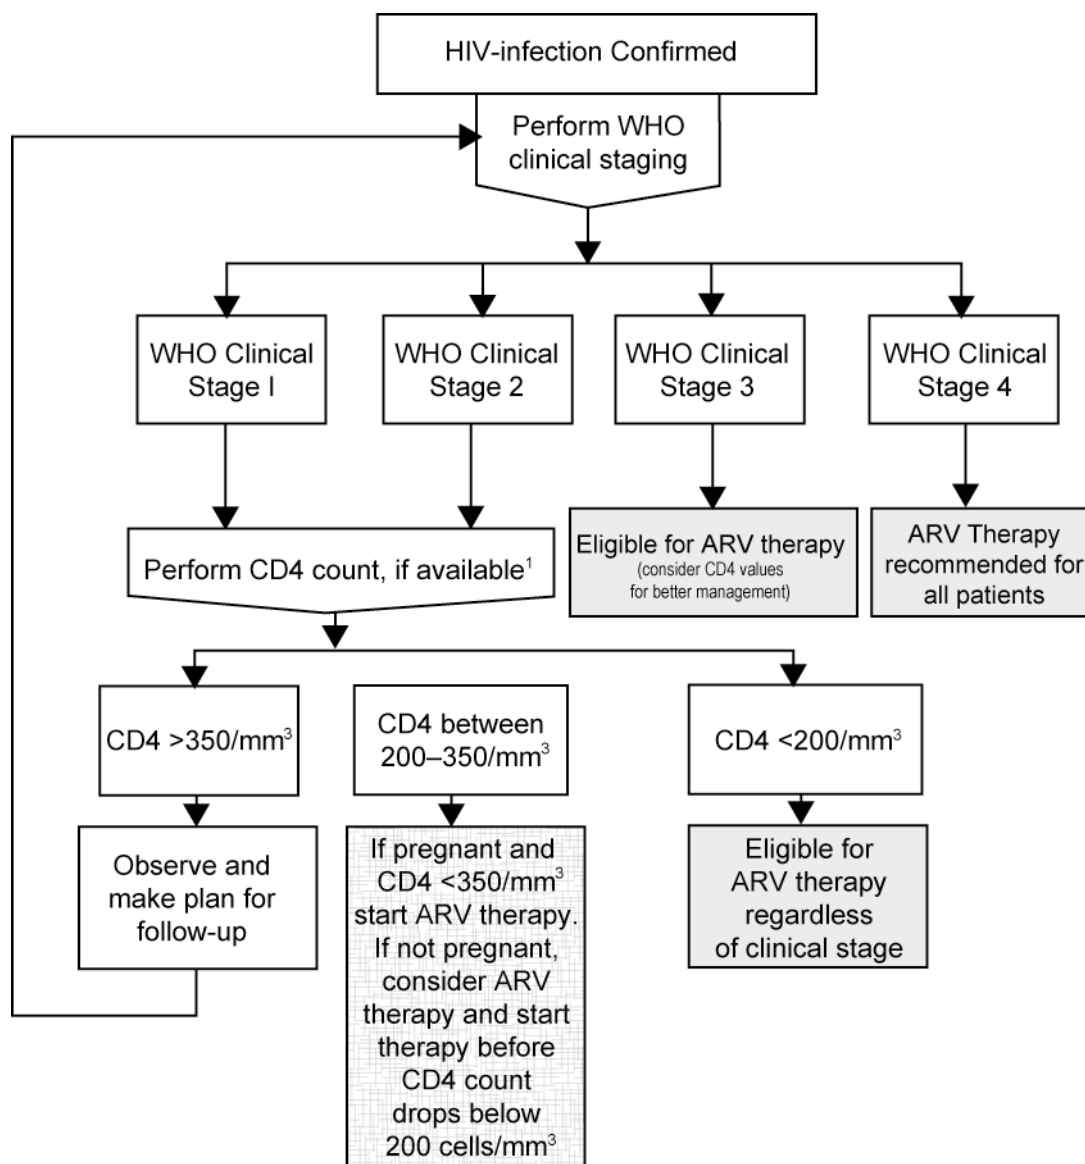 HIV-infection Confirmed
Perform WHO
clinical staging
WHO Clinical
Stage I
WHO Clinical
Stage 2
WHO Clinical
Stage 3
WHO Clinical
Stage 4
Perform CD4 count, if available¹
Eligible for ARV therapy
(consider CD4 values
for better management)
ARV Therapy
recommended for
all patients
CD4 >350/mm³
CD4 between
200–350/mm³
CD4 <200/mm³
Observe and
make plan for
follow-up
If pregnant and
CD4 <350/mm³
start ARV therapy.
If not pregnant,
consider ARV
therapy and start
therapy before
CD4 count
drops below
200 cells/mm³
Eligible for
ARV therapy
regardless
of clinical stage